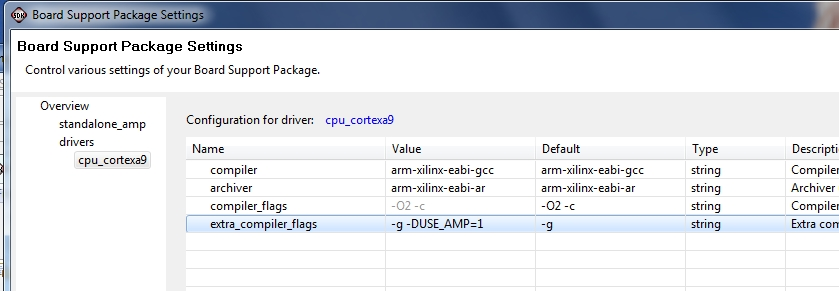 SDK Board Support Package Settings
Board Support Package Settings
Control various settings of your Board Support Package.
Overview
standalone_amp
drivers
cpu_cortexa9
Configuration for driver: cpu_cortexa9
Name Value Default Type Descripti
compiler arm-xilinx-eabi-gcc arm-xilinx-eabi-gcc string Compiler
archiver arm-xilinx-eabi-ar arm-xilinx-eabi-ar string Archiver
compiler_flags -O2 -c -O2 -c string Compiler
extra_compiler_flags -g -DUSE_AMP=1 -g string Extra com